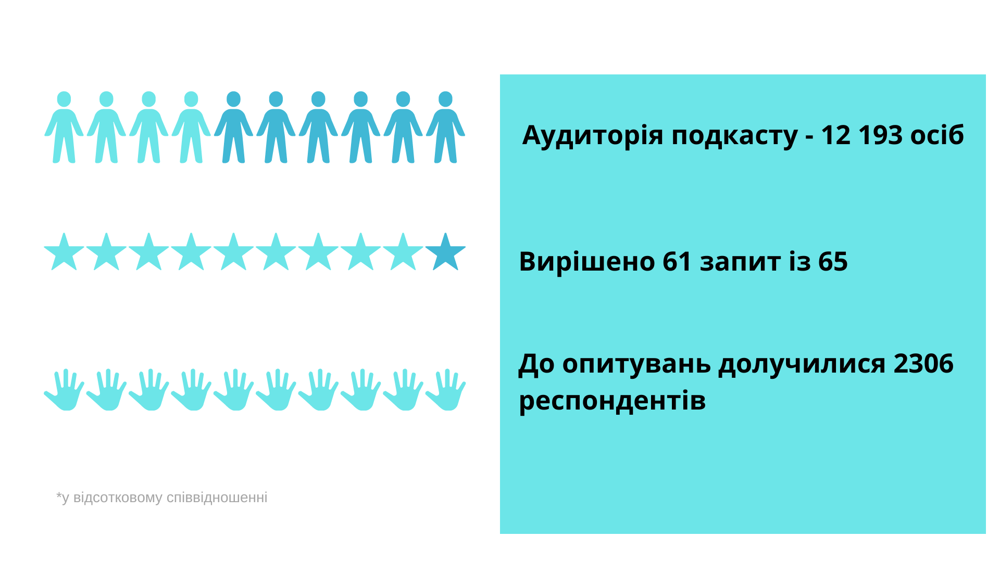 Аудиторія подкасту - 12 193 осіб
Вирішено 61 запит із 65
До опитувань долучилися 2306
респондентів
*у відсотковому співвідношенні